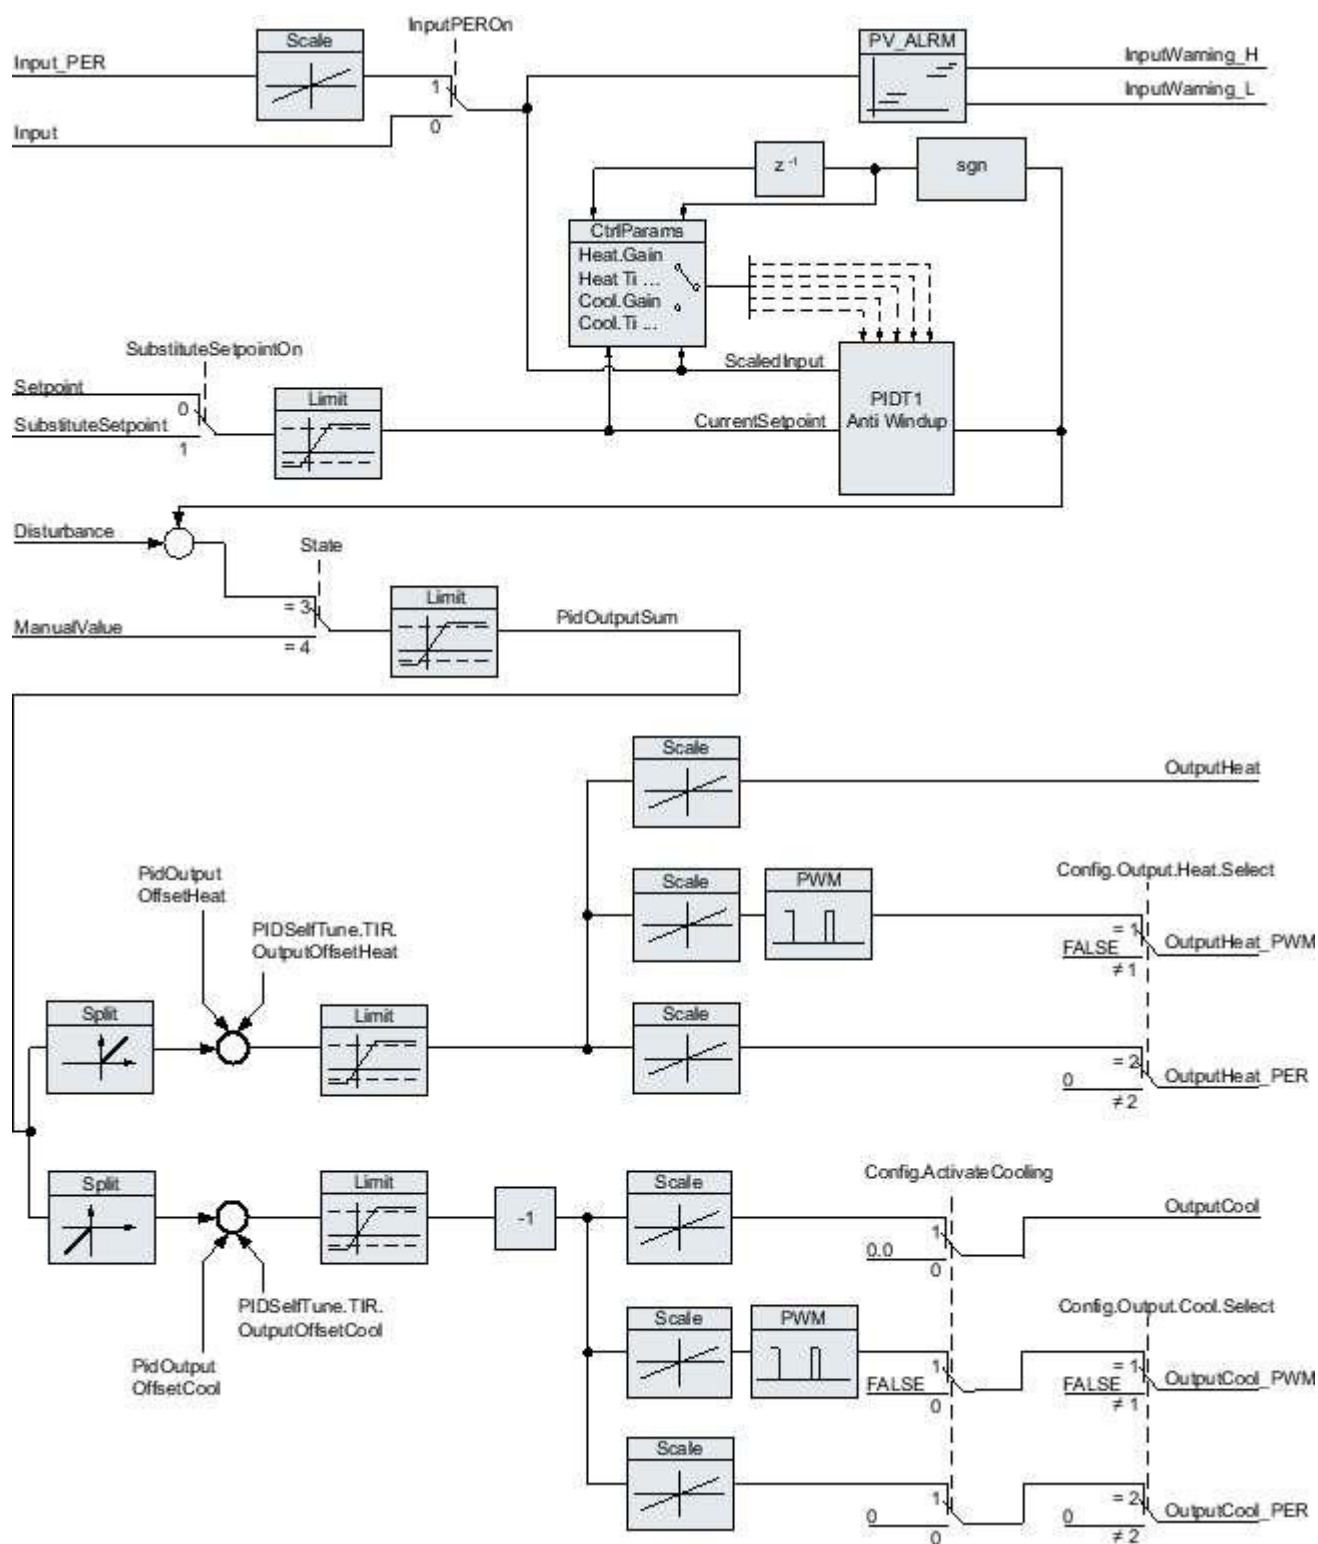 InputPEROn
Scale
PV_ALRM
Input_PER
InputWarning_H
1
InputWarning_L
Input
0
z -1
sgn
CtrlParams
Heat.Gain
Heat Ti ...
Cool.Gain
Cool.Ti ...
SubstituteSetpointOn
ScaledInput
Setpoint
Limit
PIDT1
Anti Windup
0
SubstituteSetpoint
CurrentSetpoint
1
Disturbance
State
Limit
= 3
PidOutputSum
ManualValue
= 4
Scale
OutputHeat
PidOutput
OffsetHeat
Scale
PWM
Config.Output.Heat.Select
PIDSelfTune.TIR.
OutputOffsetHeat
= 1
FALSE
OutputHeat_PWM
≠ 1
Split
Limit
Scale
= 2
0
OutputHeat_PER
≠ 2
Split
Limit
Scale
Config.ActivateCooling
-1
OutputCool
1
0.0
0
PIDSelfTune.TIR.
OutputOffsetCool
Scale
PWM
Config.Output.Cool.Select
PidOutput
OffsetCool
1
FALSE
0
= 1
FALSE
OutputCool_PWM
≠ 1
Scale
1
0
0
= 2
0
OutputCool_PER
≠ 2